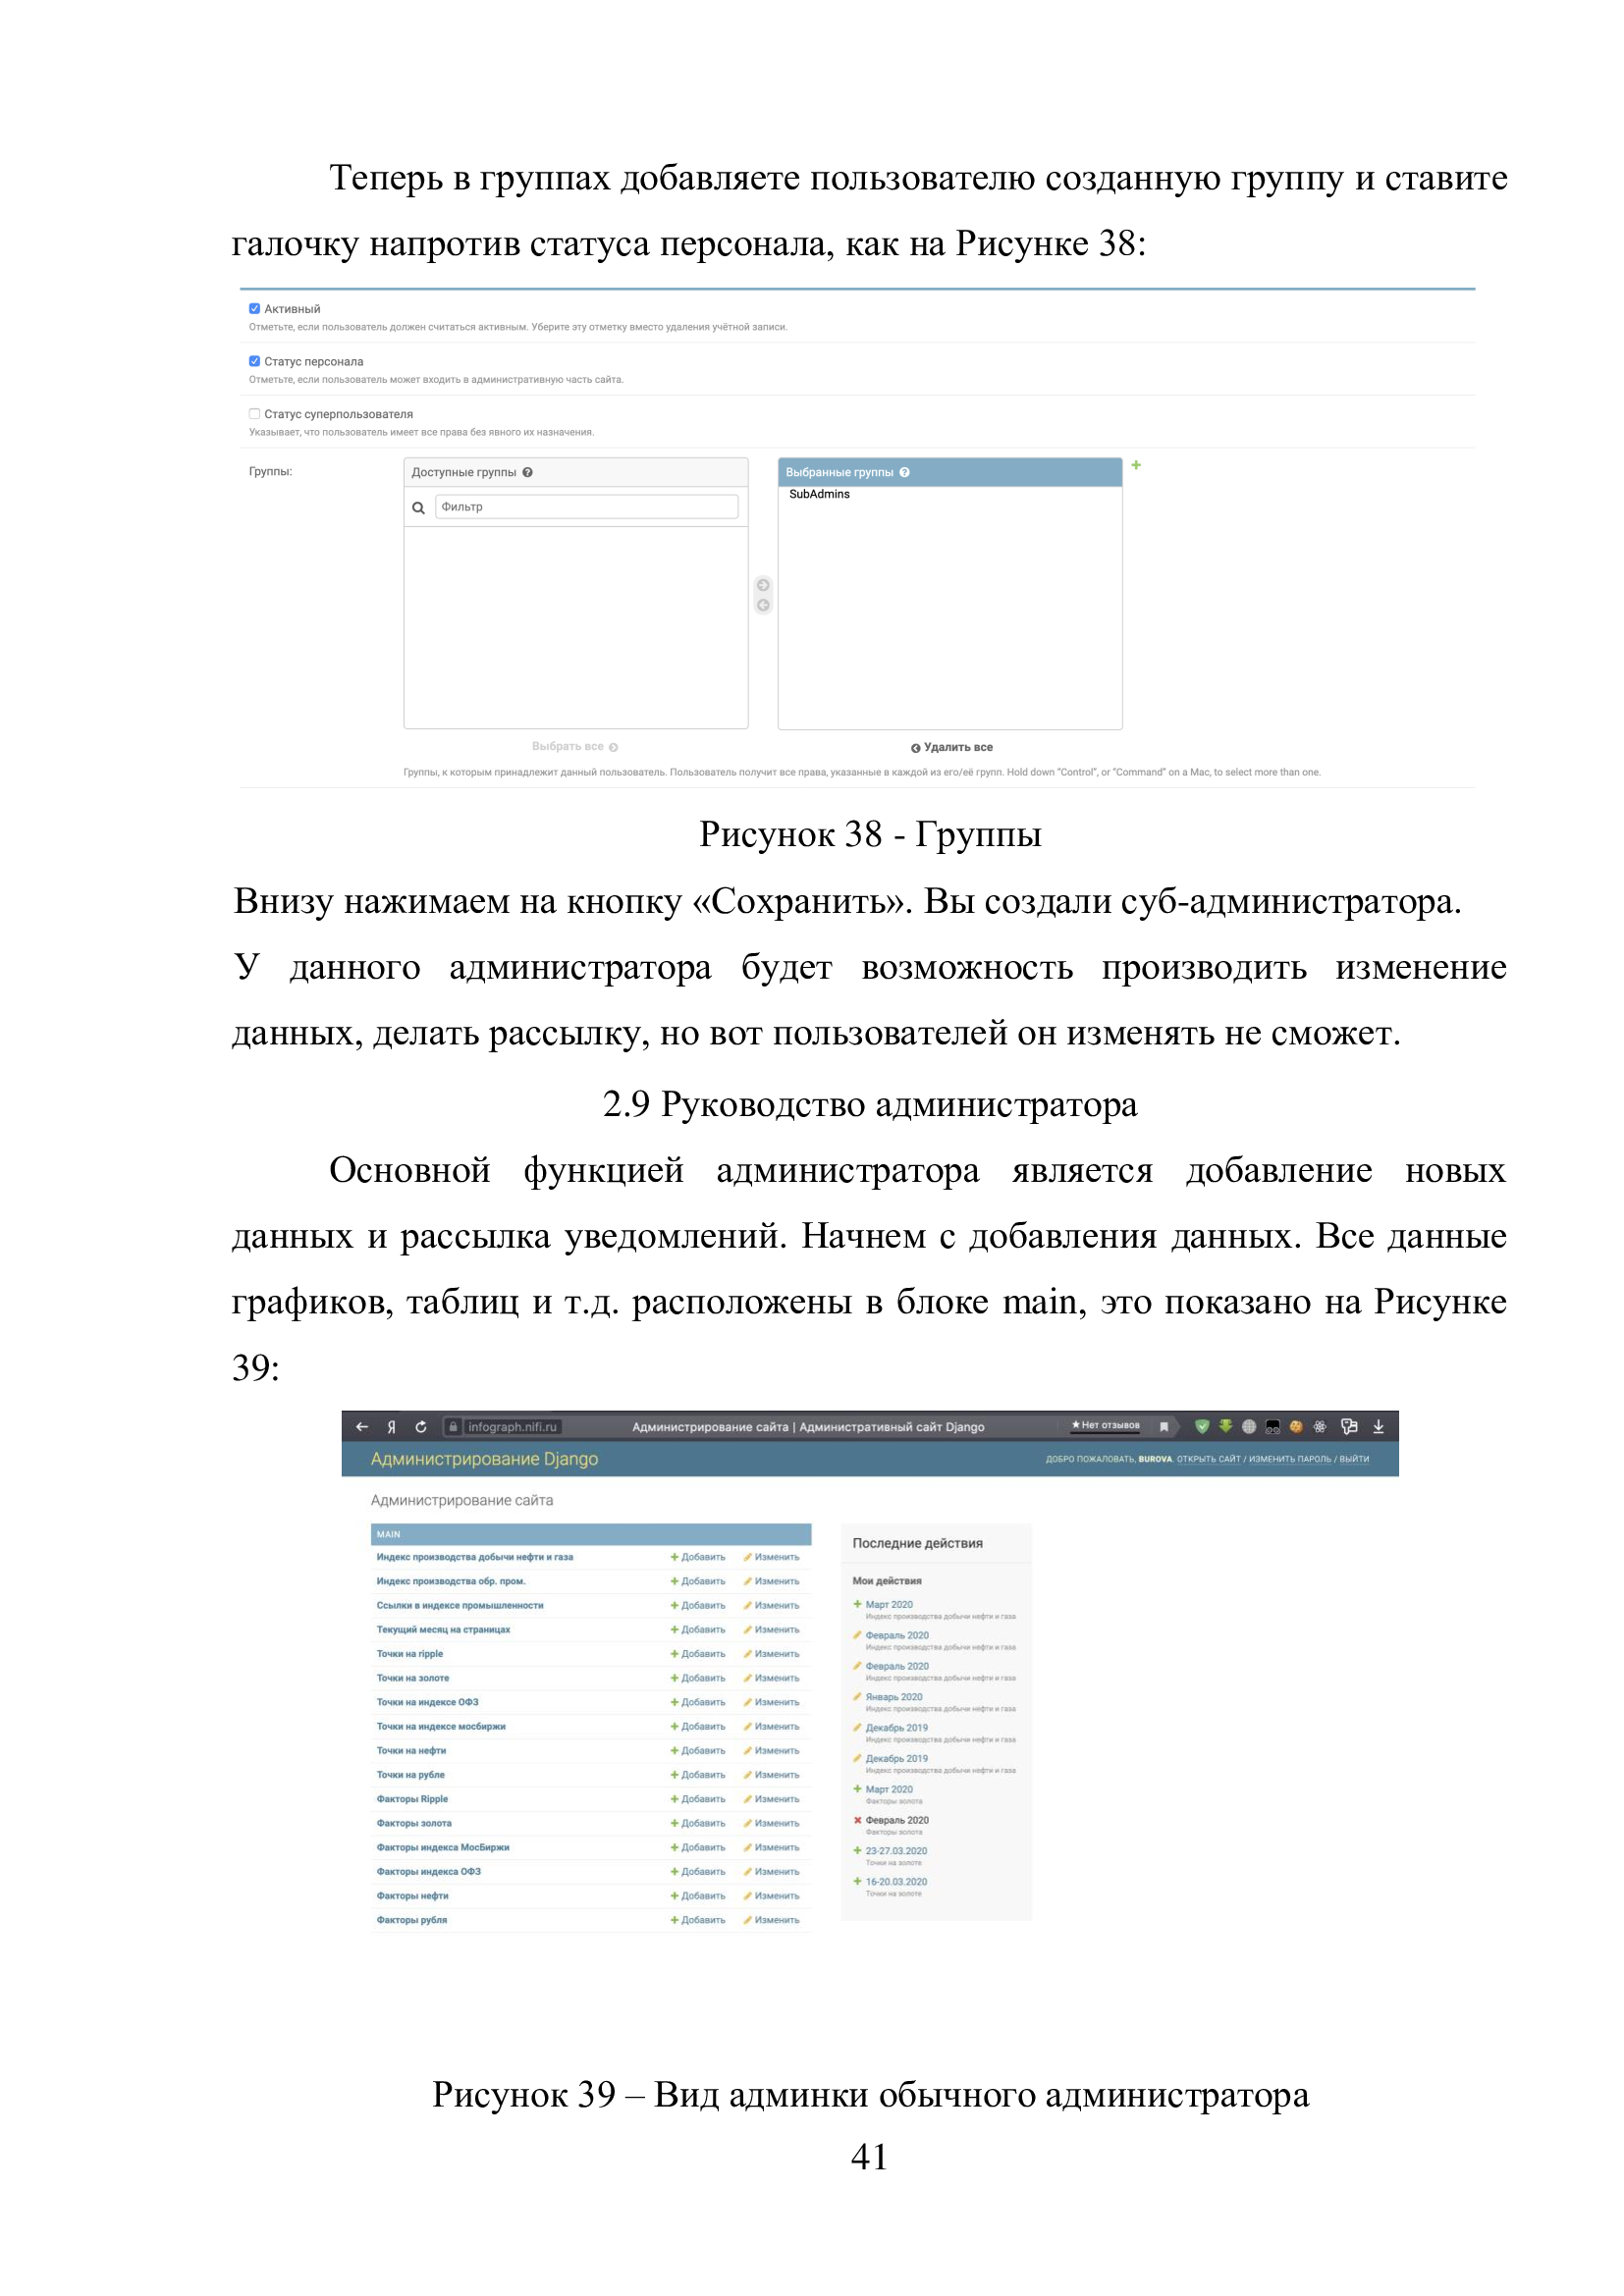 Теперь в группах добавляете пользователю созданную группу и ставите
галочку напротив статуса персонала, как на Рисунке 38:
Активный
Отметьте, если пользователь должен считаться активным. Уберите эту отметку вместо удаления учётной записи.
Статус персонала
Отметьте, если пользователь может входить в административную часть сайта.
Статус суперпользователя
Указывает, что пользователь имеет все права без явного их назначения.
Группы:
Доступные группы
Фильтр
Выбрать все
Выбранные группы
SubAdmins
Удалить все
Группы, к которым принадлежит данный пользователь. Пользователь получит все права, указанные в каждой из его/её групп. Hold down "Control", or "Command" on a Mac, to select more than one.
Рисунок 38 - Группы
Внизу нажимаем на кнопку «Сохранить». Вы создали суб-администратора.
У данного администратора будет возможность производить изменение
данных, делать рассылку, но вот пользователей он изменять не сможет.
2.9 Руководство администратора
Основной функцией администратора является добавление новых
данных и рассылка уведомлений. Начнем с добавления данных. Все данные
графиков, таблиц и т.д. расположены в блоке main, это показано на Рисунке
39:
Я infograph.nifi.ru Администрирование сайта | Административный сайт Django ★ Нет отзывов
Администрирование Django ДОБРО ПОЖАЛОВАТЬ, BUROVA. ОТКРЫТЬ САЙТ / ИЗМЕНИТЬ ПАРОЛЬ / ВЫЙТИ
Администрирование сайта
MAIN
Индекс производства добычи нефти и газа Добавить Изменить
Индекс производства обр. пром. Добавить Изменить
Ссылки в индексе промышленности Добавить Изменить
Текущий месяц на страницах Добавить Изменить
Точки на ripple Добавить Изменить
Точки на золоте Добавить Изменить
Точки на индексе ОФЗ Добавить Изменить
Точки на индексе мосбиржи Добавить Изменить
Точки на нефти Добавить Изменить
Точки на рубле Добавить Изменить
Факторы Ripple Добавить Изменить
Факторы золота Добавить Изменить
Факторы индекса МосБиржи Добавить Изменить
Факторы индекса ОФЗ Добавить Изменить
Факторы нефти Добавить Изменить
Факторы рубля Добавить Изменить
Последние действия
Мои действия
Март 2020
Индекс производства добычи нефти и газа
Февраль 2020
Индекс производства добычи нефти и газа
Февраль 2020
Индекс производства добычи нефти и газа
Январь 2020
Индекс производства добычи нефти и газа
Декабрь 2019
Индекс производства добычи нефти и газа
Декабрь 2019
Индекс производства добычи нефти и газа
Март 2020
Факторы золота
Февраль 2020
Факторы золота
23-27.03.2020
Точки на золоте
16-20.03.2020
Точки на золоте
Рисунок 39 – Вид админки обычного администратора
41